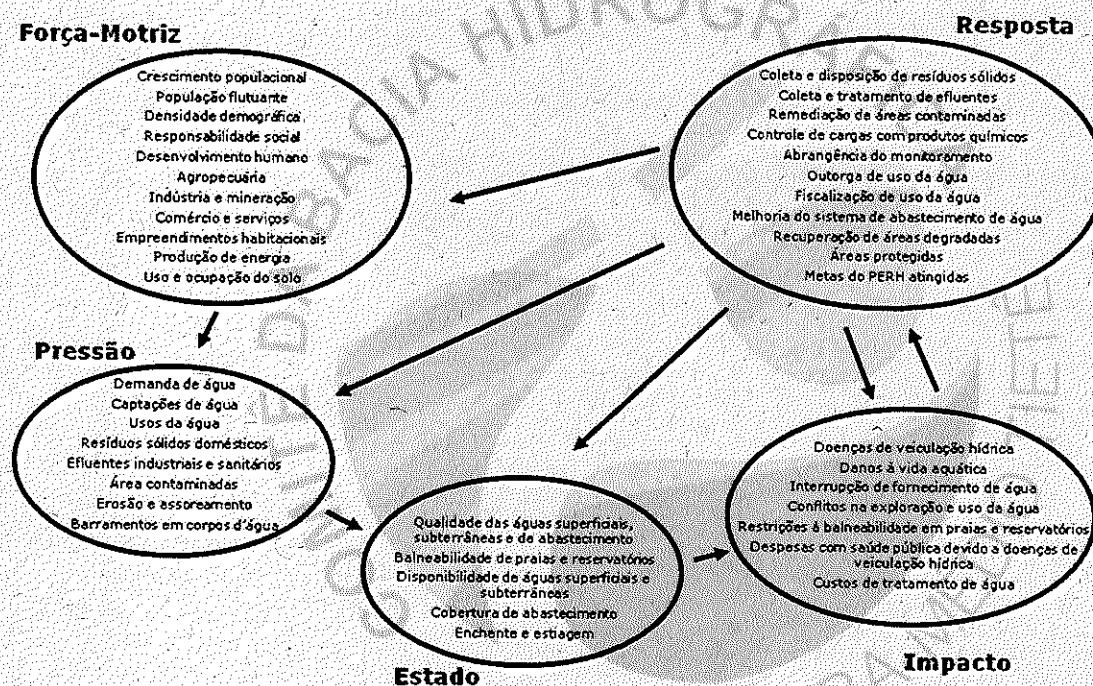 Força-Motriz
Crescimento populacional
População flutuante
Densidade demográfica
Responsabilidade social
Desenvolvimento humano
Agropecuária
Indústria e mineração
Comércio e serviços
Empreendimentos habitacionais
Produção de energia
Uso e ocupação do solo
Resposta
Coleta e disposição de resíduos sólidos
Coleta e tratamento de efluentes
Remediação de áreas contaminadas
Controle de cargas com produtos químicos
Abrangência do monitoramento
Outorga de uso da água
Fiscalização de uso da água
Melhoria do sistema de abastecimento de água
Recuperação de áreas degradadas
Áreas protegidas
Metas do PERH atingidas
Pressão
Demanda de água
Captações de água
Usos da água
Resíduos sólidos domésticos
Efluentes industriais e sanitários
Área contaminadas
Erosão e assoreamento
Barramentos em corpos d'água
Qualidade das águas superficiais,
subterrâneas e de abastecimento
Balneabilidade de praias e reservatórios
Disponibilidade de águas superficiais e
subterrâneas
Cobertura de abastecimento
Enchente e estiagem
Estado
Doenças de veiculação hídrica
Danos à vida aquática
Interrupção de fornecimento de água
Conflitos na exploração e uso da água
Restrições à balneabilidade em praias e reservatórios
Despesas com saúde pública devido a doenças de
veiculação hídrica
Custos de tratamento de água
Impacto
DA BACIA